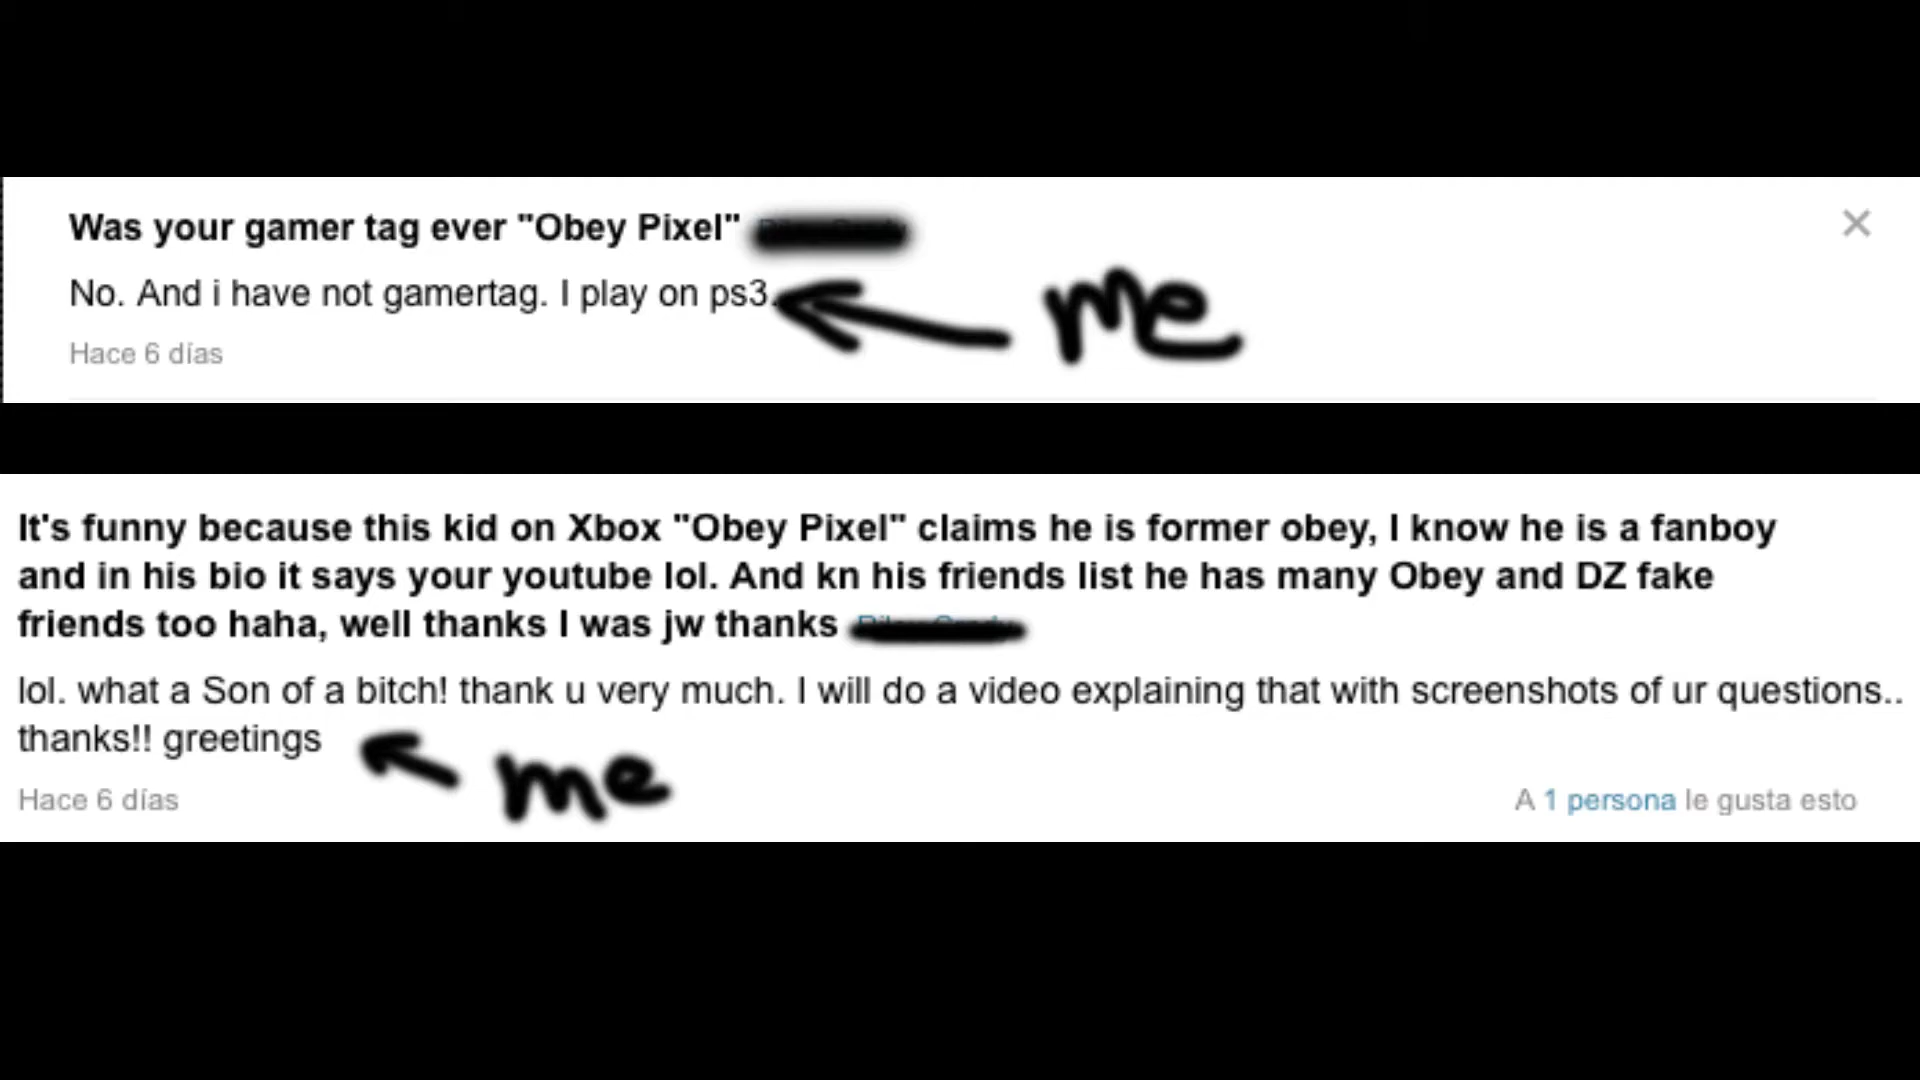 Was your gamer tag ever "Obey Pixel"
No. And i have not gamertag. I play on ps3.
me
Hace 6 días
It's funny because this kid on Xbox "Obey Pixel" claims he is former obey, I know he is a fanboy
and in his bio it says your youtube lol. And kn his friends list he has many Obey and DZ fake
friends too haha, well thanks I was jw thanks
lol. what a Son of a bitch! thank u very much. I will do a video explaining that with screenshots of ur questions..
thanks!! greetings
me
Hace 6 días
A 1 persona le gusta esto